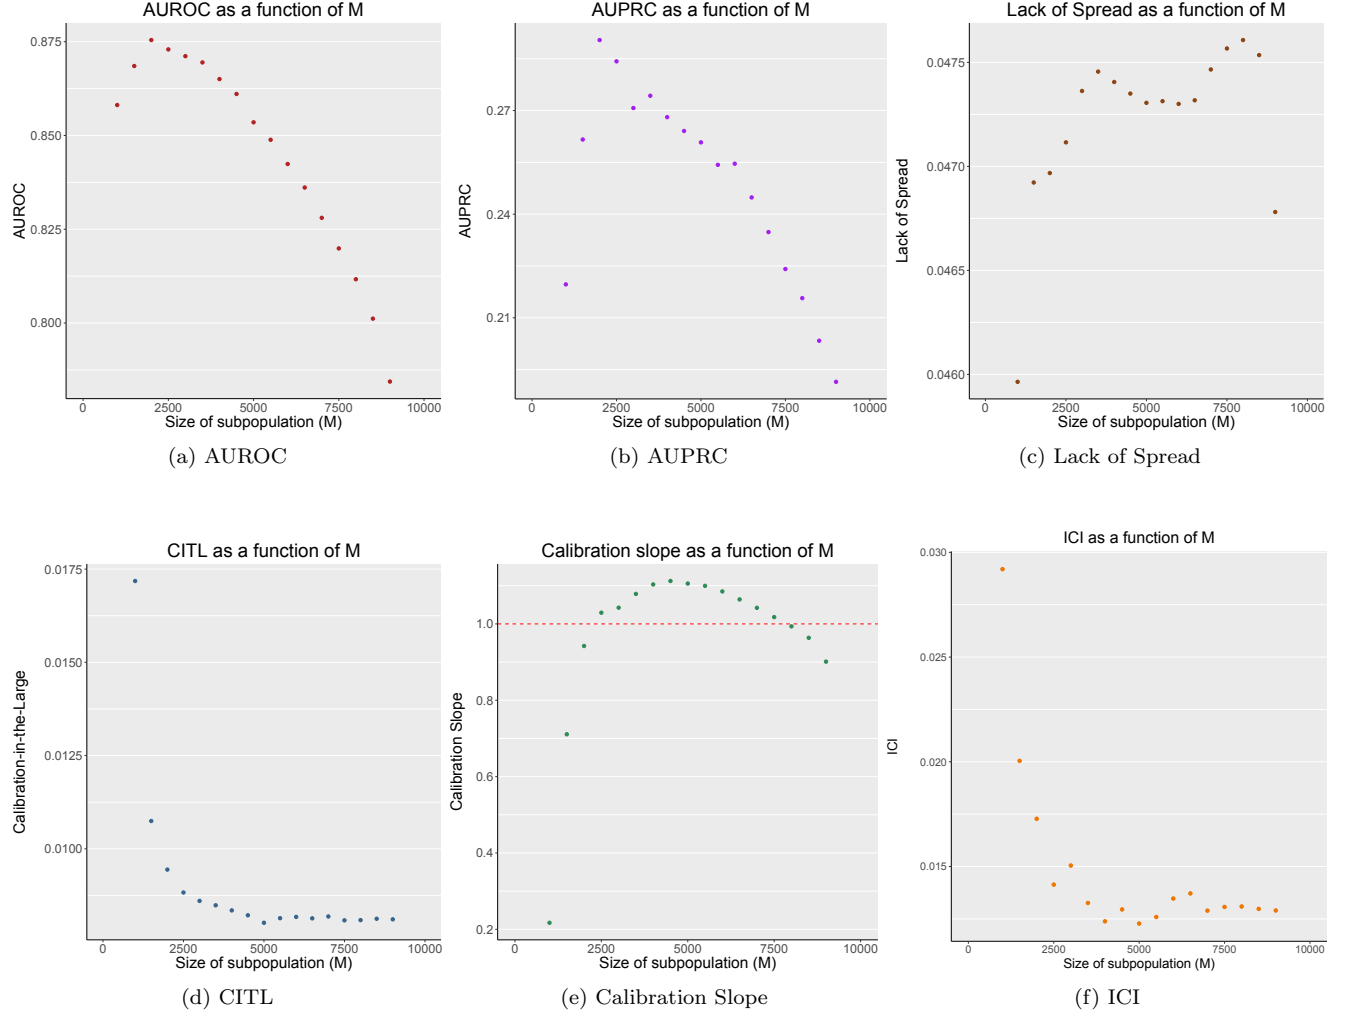 AUROC as a function of M
0.875
0.850
0.825
0.800
AUROC
0 2500 5000 7500 10000
Size of subpopulation (M)
(a) AUROC
AUPRC as a function of M
0.27
0.24
0.21
AUPRC
0 2500 5000 7500 10000
Size of subpopulation (M)
(b) AUPRC
Lack of Spread as a function of M
0.0475
0.0470
0.0465
0.0460
Lack of Spread
0 2500 5000 7500 10000
Size of subpopulation (M)
(c) Lack of Spread
CITL as a function of M
0.0175
0.0150
0.0125
0.0100
Calibration-in-the-Large
0 2500 5000 7500 10000
Size of subpopulation (M)
(d) CITL
Calibration slope as a function of M
1.0
0.8
0.6
0.4
0.2
Calibration Slope
0 2500 5000 7500 10000
Size of subpopulation (M)
(e) Calibration Slope
ICI as a function of M
0.030
0.025
0.020
0.015
ICI
0 2500 5000 7500 10000
Size of subpopulation (M)
(f) ICI